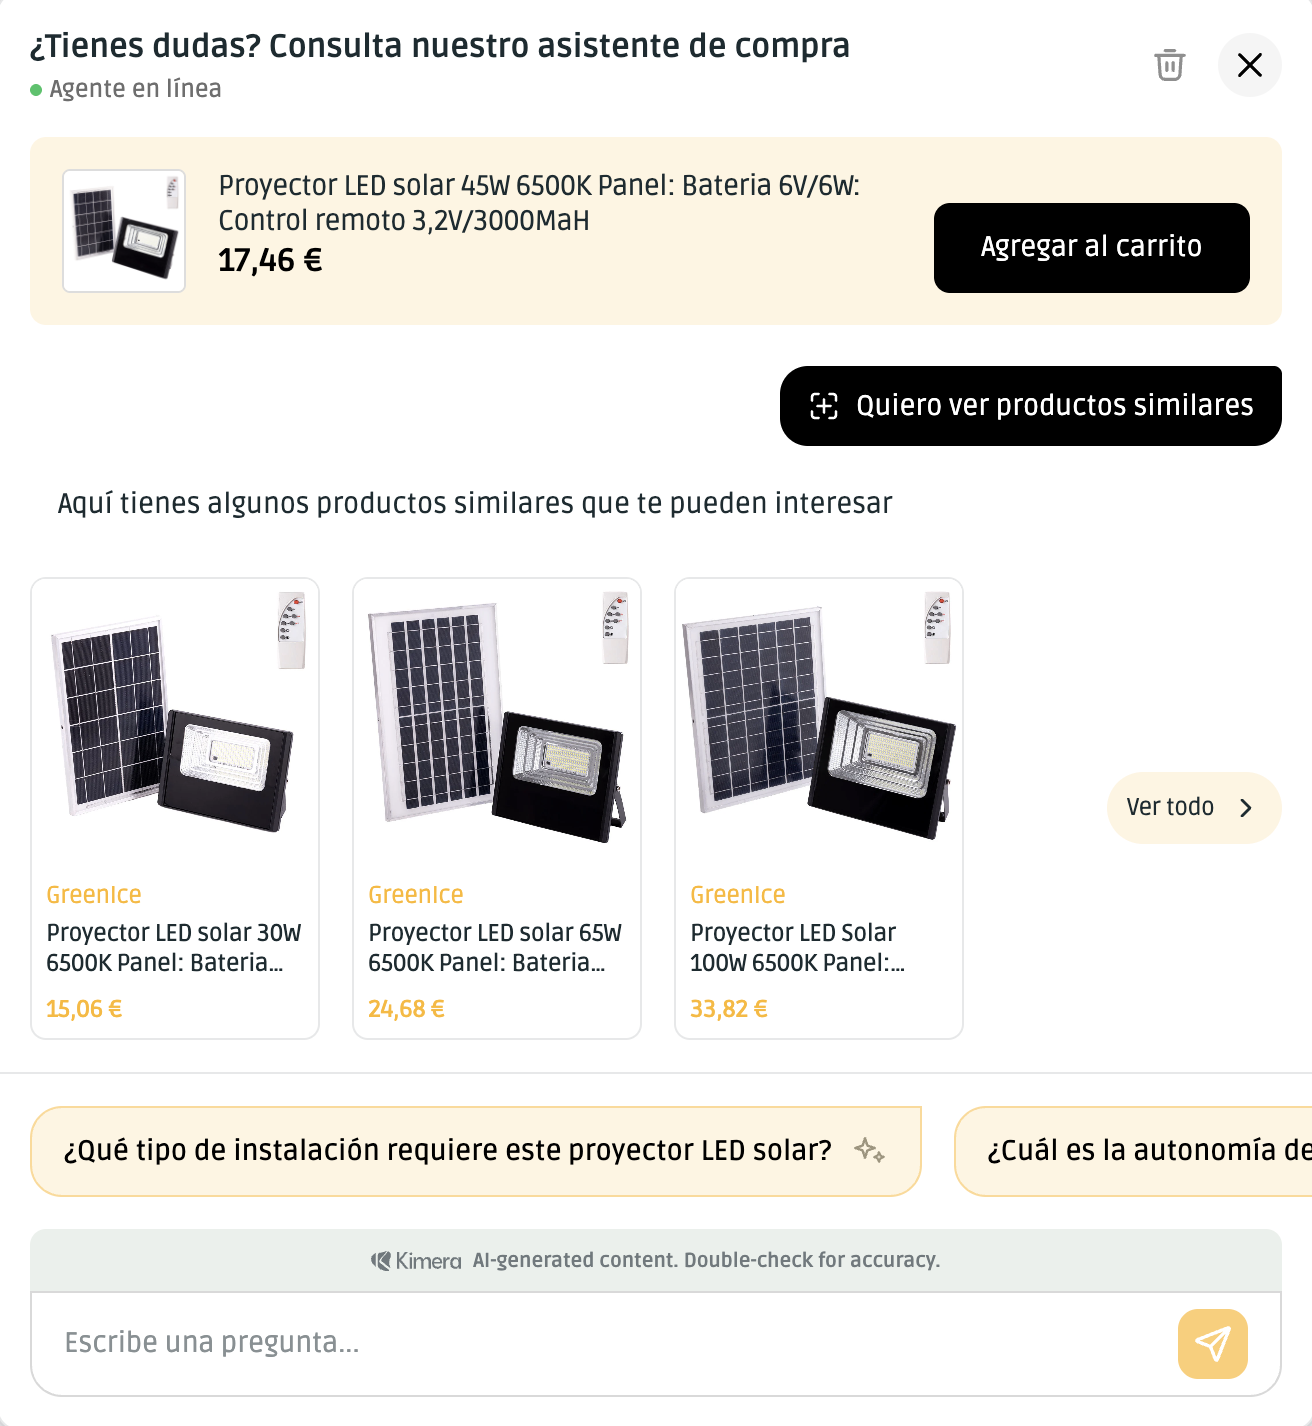 ¿Tienes dudas? Consulta nuestro asistente de compra
Agente en línea
Proyector LED solar 45W 6500K Panel: Bateria 6V/6W:
Control remoto 3,2V/3000MaH
17,46 €
Agregar al carrito
Quiero ver productos similares
Aquí tienes algunos productos similares que te pueden interesar
GreenIce
Proyector LED solar 30W
6500K Panel: Bateria...
15,06 €
GreenIce
Proyector LED solar 65W
6500K Panel: Bateria...
24,68 €
GreenIce
Proyector LED Solar
100W 6500K Panel:...
33,82 €
Ver todo
¿Qué tipo de instalación requiere este proyector LED solar?
¿Cuál es la autonomía de
Kimera AI-generated content. Double-check for accuracy.
Escribe una pregunta...